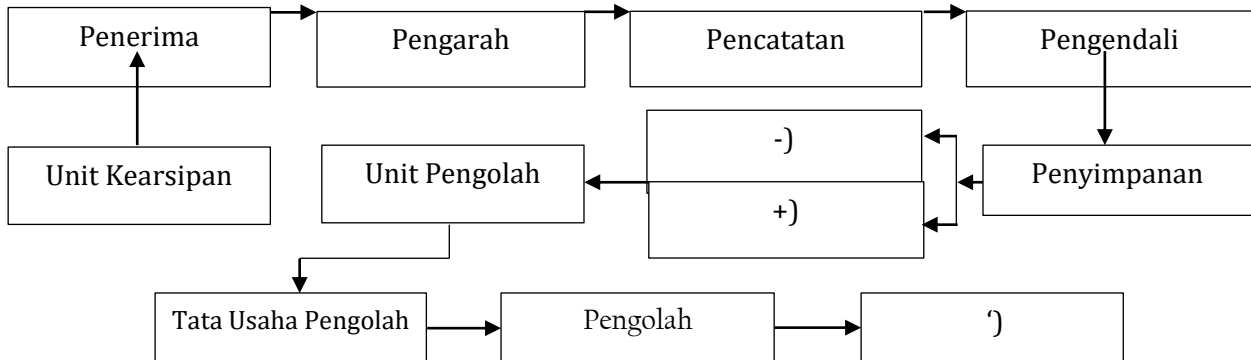 Penerima
Pengarah
Pencatatan
Pengendali
Unit Kearsipan
Unit Pengolah
-)
+)
Penyimpanan
Tata Usaha Pengolah
Pengolah
‘)